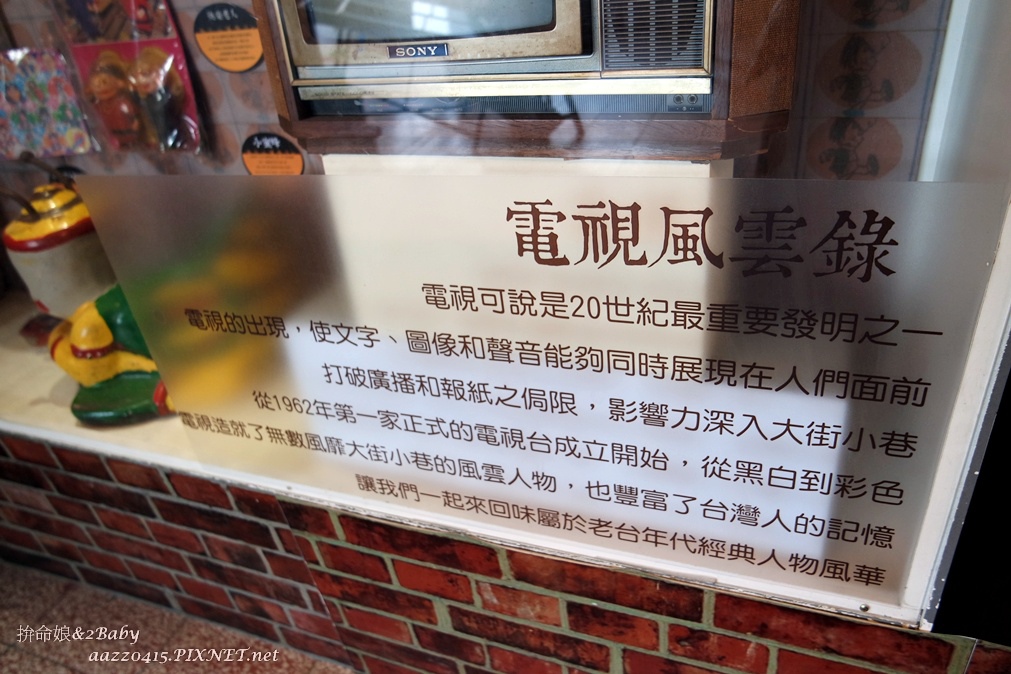 SONY
電視風雲錄
電視可說是20世紀最重要發明之一
電視的出現，使文字、圖像和聲音能夠同時展現在人們面前
打破廣播和報紙之侷限，影響力深入大街小巷
從1962年第一家正式的電視台成立開始，從黑白到彩色
電視造就了無數風靡大街小巷的風雲人物，也豐富了台灣人的記憶
讓我們一起來回味屬於老台年代經典人物風華
拚命娘&2Baby
aazz0415.PIXNET.net